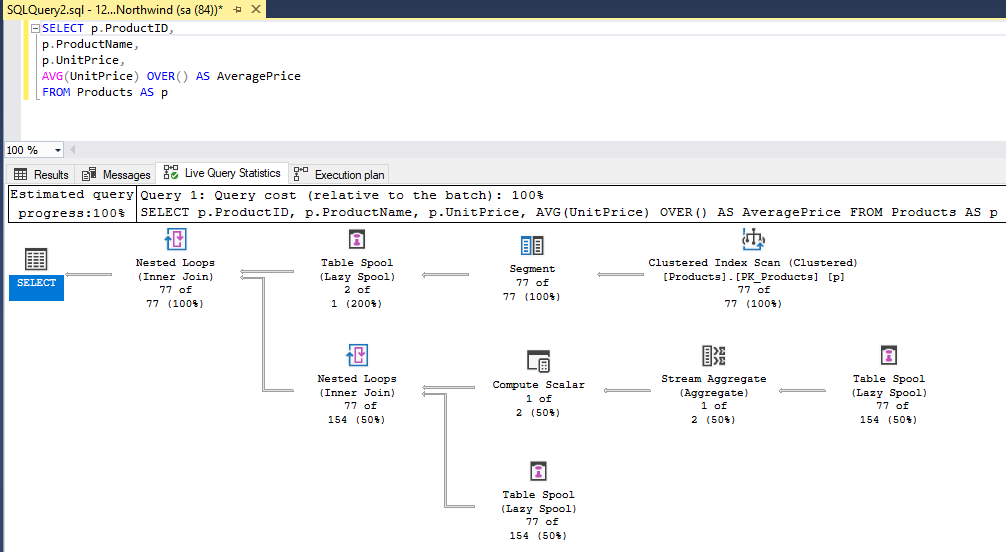 SQLQuery2.sql - 12...Northwind (sa (84))*
SELECT p.ProductID,
p.ProductName,
p.UnitPrice,
AVG(UnitPrice) OVER() AS AveragePrice
FROM Products AS p
100 %
Results Messages Live Query Statistics Execution plan
Estimated query
progress:100%
Query 1: Query cost (relative to the batch): 100%
SELECT p.ProductID, p.ProductName, p.UnitPrice, AVG(UnitPrice) OVER() AS AveragePrice FROM Products AS p
SELECT
Nested Loops
(Inner Join)
77 of
77 (100%)
Table Spool
(Lazy Spool)
2 of
1 (200%)
Segment
77 of
77 (100%)
Clustered Index Scan (Clustered)
[Products].[PK_Products] [p]
77 of
77 (100%)
Nested Loops
(Inner Join)
77 of
154 (50%)
Compute Scalar
1 of
2 (50%)
Stream Aggregate
(Aggregate)
1 of
2 (50%)
Table Spool
(Lazy Spool)
77 of
154 (50%)
Table Spool
(Lazy Spool)
77 of
154 (50%)